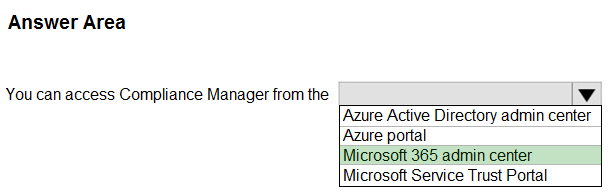 Answer Area
You can access Compliance Manager from the
Azure Active Directory admin center
Azure portal
Microsoft 365 admin center
Microsoft Service Trust Portal